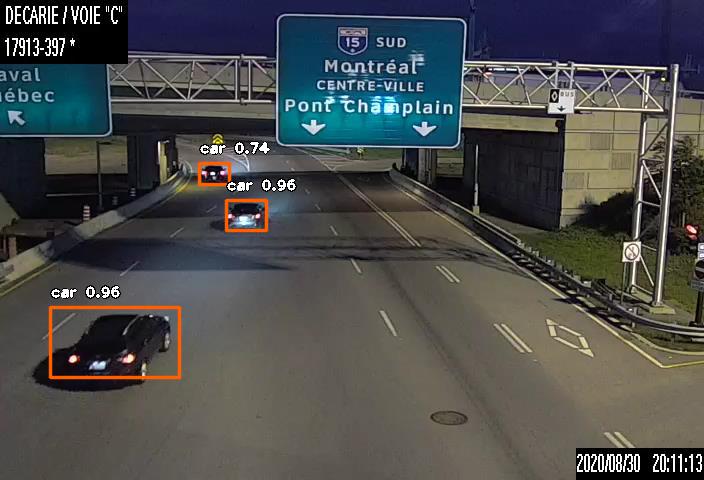 DECARIE / VOIE "C"
17913-397 *
aval
ébec
15 SUD
Montréal
CENTRE-VILLE
Pont Champlain
BUS
car 0.74
car 0.96
car 0.96
2020/08/30 20:11:13